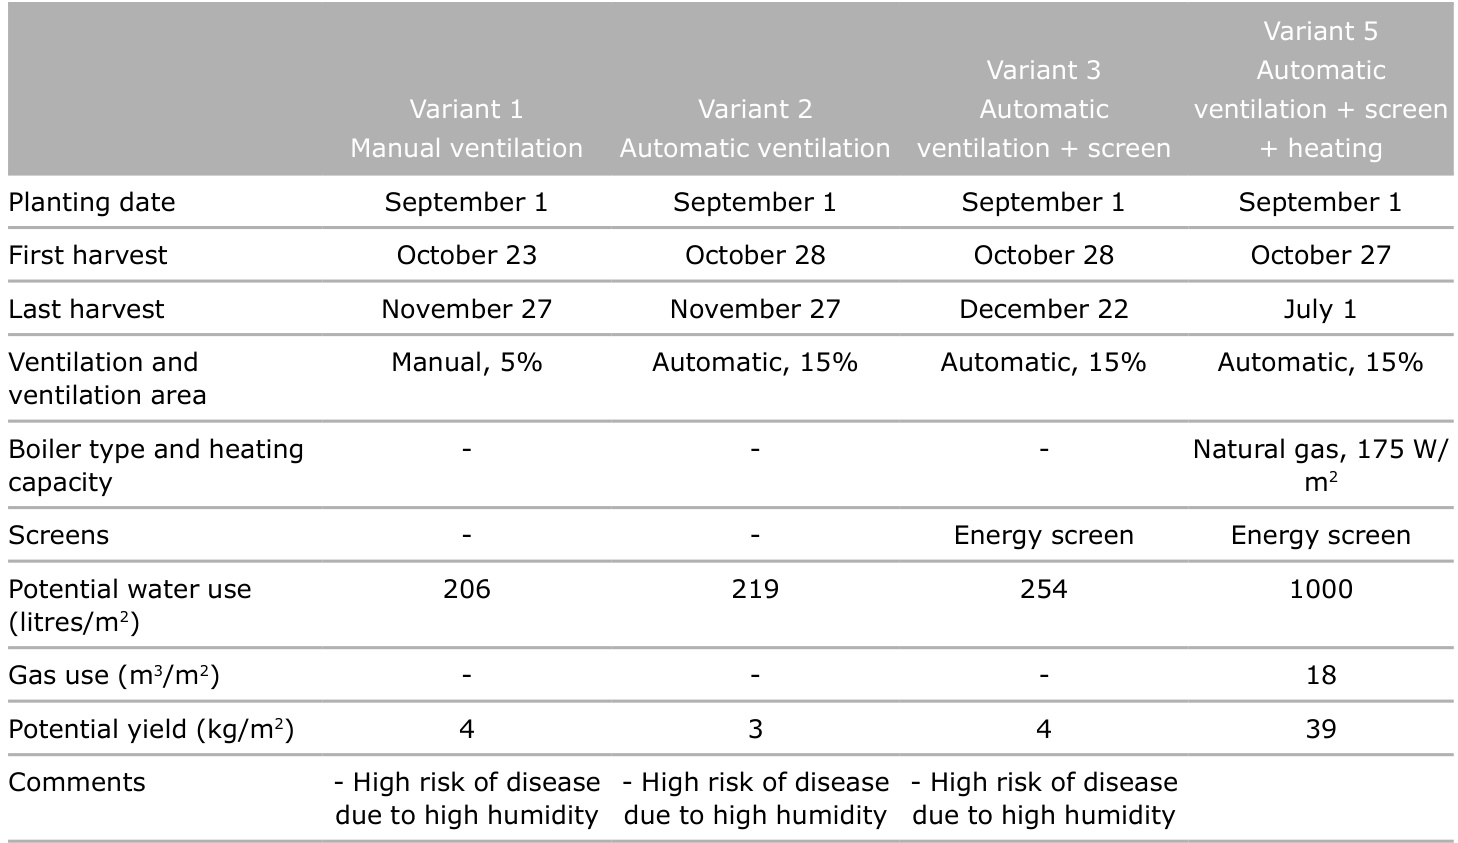 Variant 1
Manual ventilation
Variant 2
Automatic ventilation
Variant 3
Automatic
ventilation + screen
Variant 5
Automatic
ventilation + screen
+ heating
Planting date September 1 September 1 September 1 September 1
First harvest October 23 October 28 October 28 October 27
Last harvest November 27 November 27 December 22 July 1
Ventilation and Manual, 5% Automatic, 15% Automatic, 15% Automatic, 15%
ventilation area
Boiler type and heating - - - Natural gas, 175 W/
capacity m²
Screens - - Energy screen Energy screen
Potential water use 206 219 254 1000
(litres/m²)
Gas use (m³/m²) - - - 18
Potential yield (kg/m²) 4 3 4 39
Comments - High risk of disease - High risk of disease - High risk of disease
due to high humidity due to high humidity due to high humidity